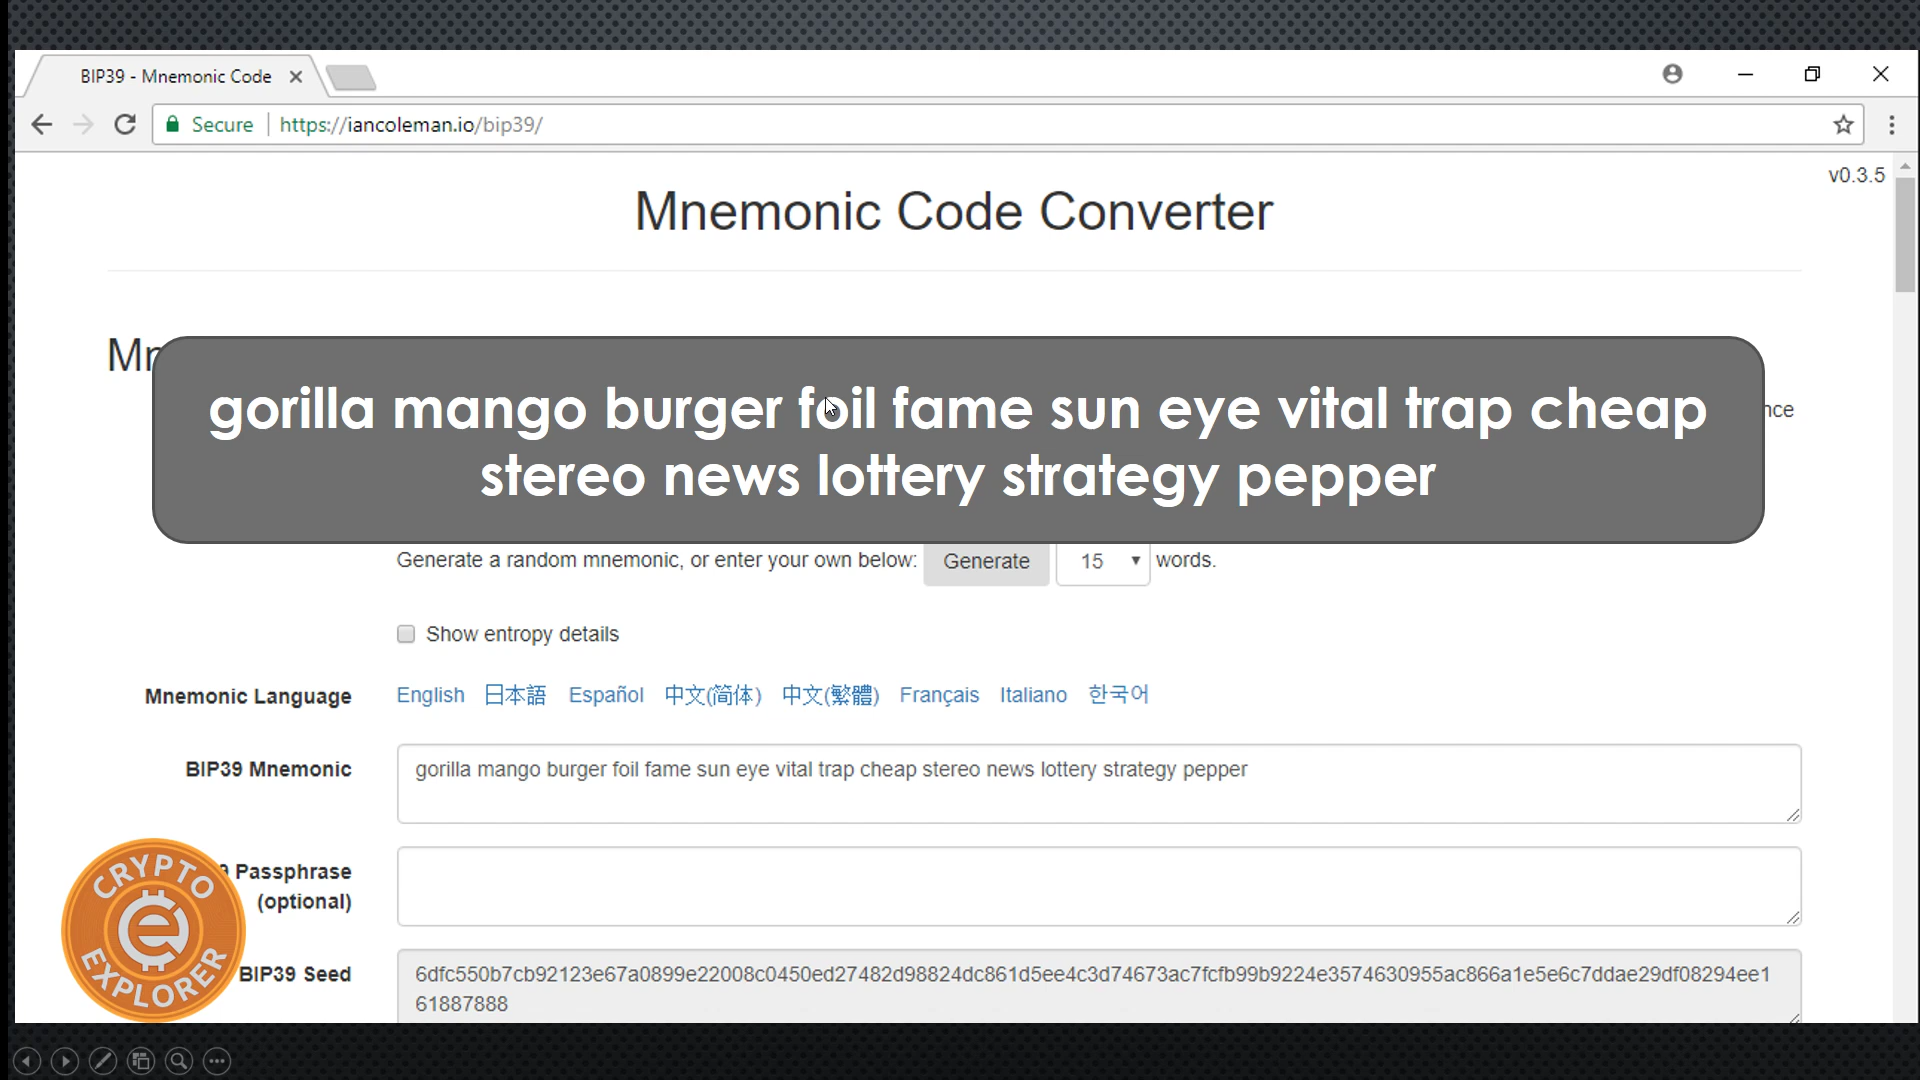 BIP39 - Mnemonic Code
Secure https://iancoleman.io/bip39/
v0.3.5
Mnemonic Code Converter
gorilla mango burger foil fame sun eye vital trap cheap
stereo news lottery strategy pepper
Generate a random mnemonic, or enter your own below: Generate 15 words.
Show entropy details
Mnemonic Language English 日本語 Español 中文(简体) 中文(繁體) Français Italiano 한국어
BIP39 Mnemonic gorilla mango burger foil fame sun eye vital trap cheap stereo news lottery strategy pepper
9 Passphrase
(optional)
BIP39 Seed 6dfc550b7cb92123e67a0899e22008c0450ed27482d98824dc861d5ee4c3d74673ac7fcfb99b9224e3574630955ac866a1e5e6c7ddae29df08294ee1
61887888
CRYPTO
EXPLORER